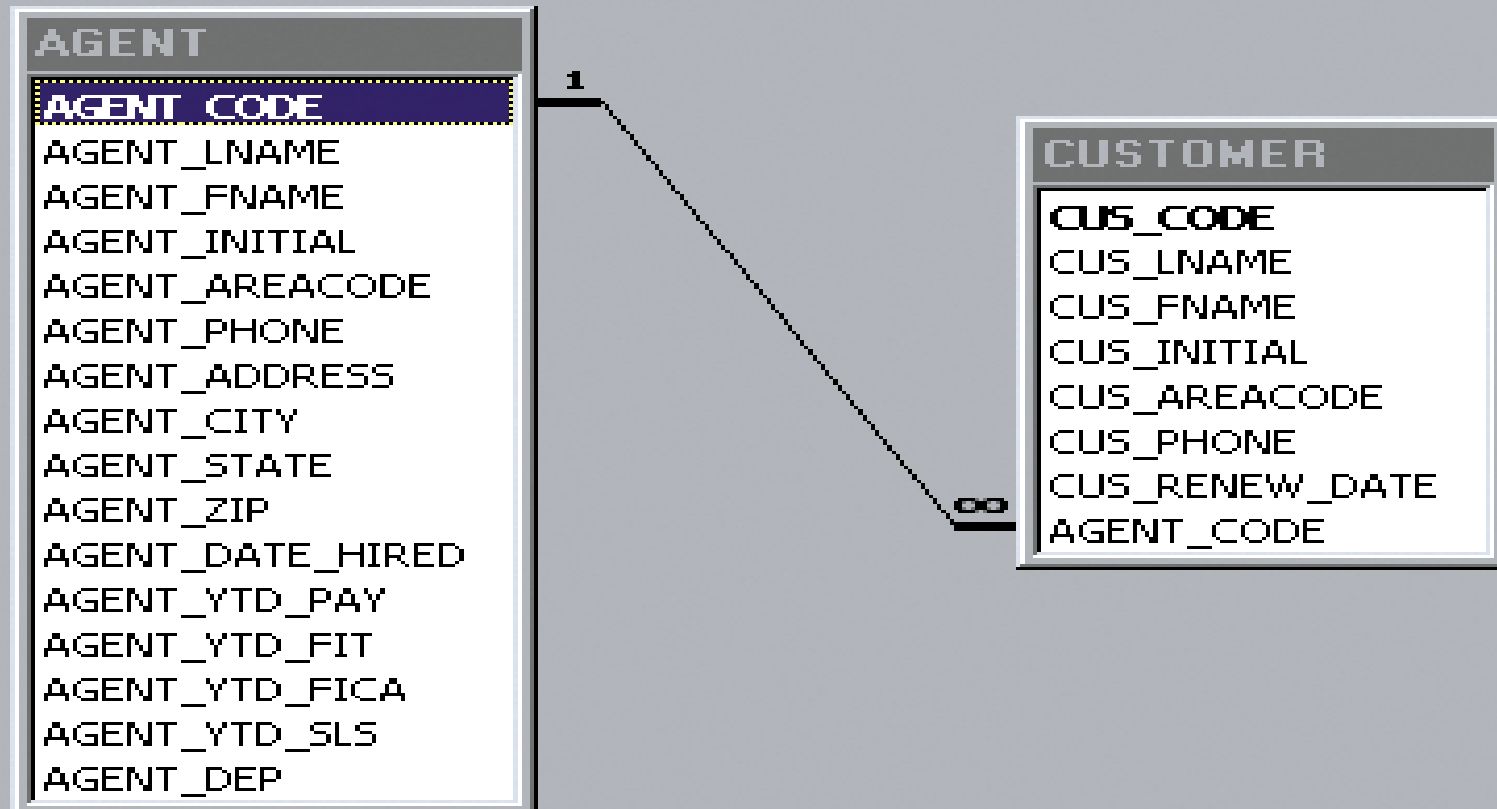 AGENT
AGENT_CODE
AGENT_LNAME
AGENT_FNAME
AGENT_INITIAL
AGENT_AREACODE
AGENT_PHONE
AGENT_ADDRESS
AGENT_CITY
AGENT_STATE
AGENT_ZIP
AGENT_DATE_HIRED
AGENT_YTD_PAY
AGENT_YTD_FIT
AGENT_YTD_FICA
AGENT_YTD_SLS
AGENT_DEP
1
∞
CUSTOMER
CUS_CODE
CUS_LNAME
CUS_FNAME
CUS_INITIAL
CUS_AREACODE
CUS_PHONE
CUS_RENEW_DATE
AGENT_CODE